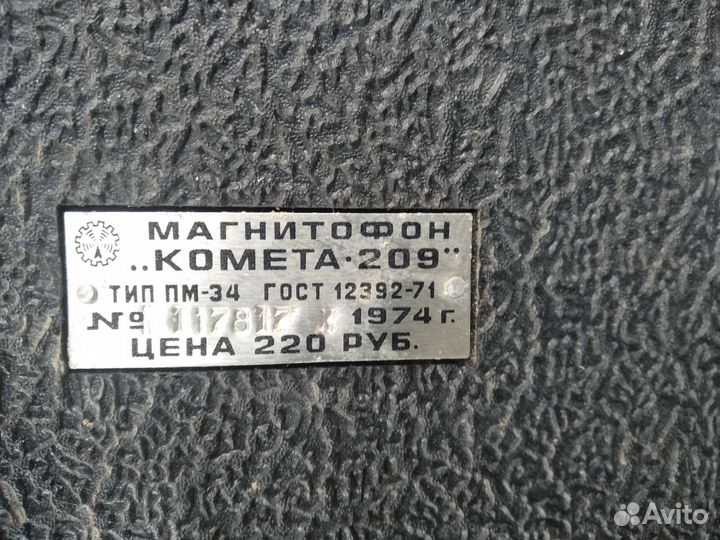 МАГНИТОФОН
„КОМЕТА·209"
ТИП ПМ-34 ГОСТ 12392-71
№ 1974 г.
ЦЕНА 220 РУБ.
Avito